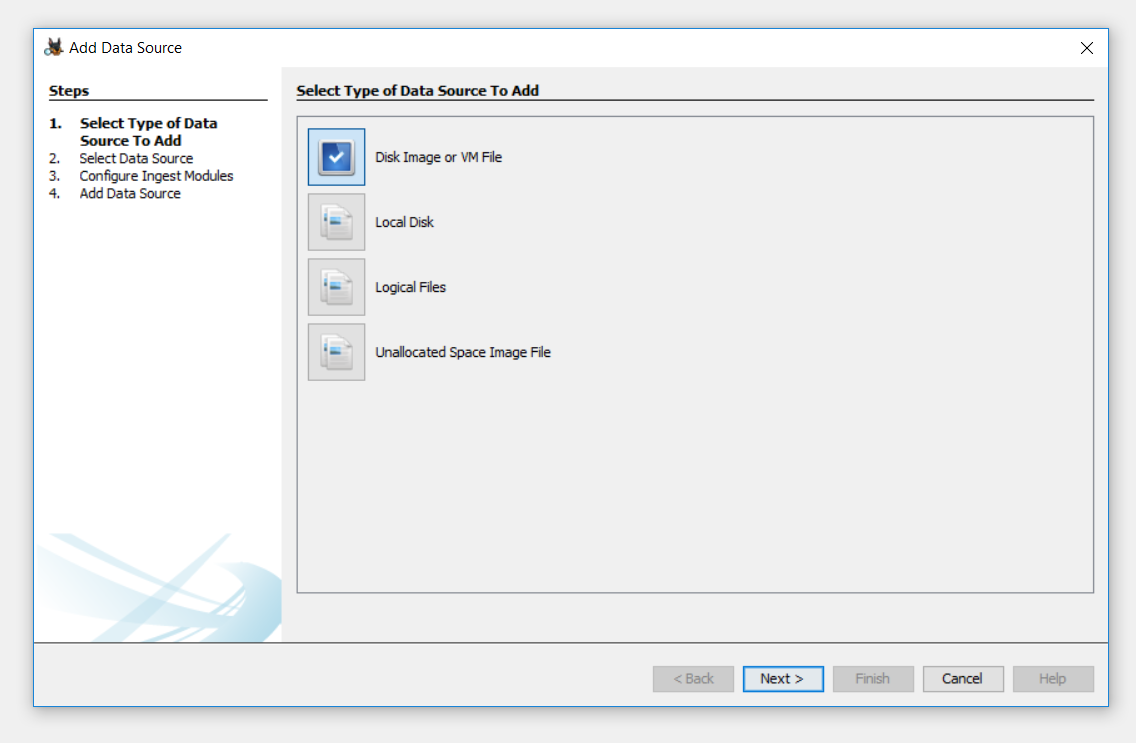 Add Data Source
Steps
1. Select Type of Data
Source To Add
2. Select Data Source
3. Configure Ingest Modules
4. Add Data Source
Select Type of Data Source To Add
Disk Image or VM File
Local Disk
Logical Files
Unallocated Space Image File
< Back Next > Finish Cancel Help